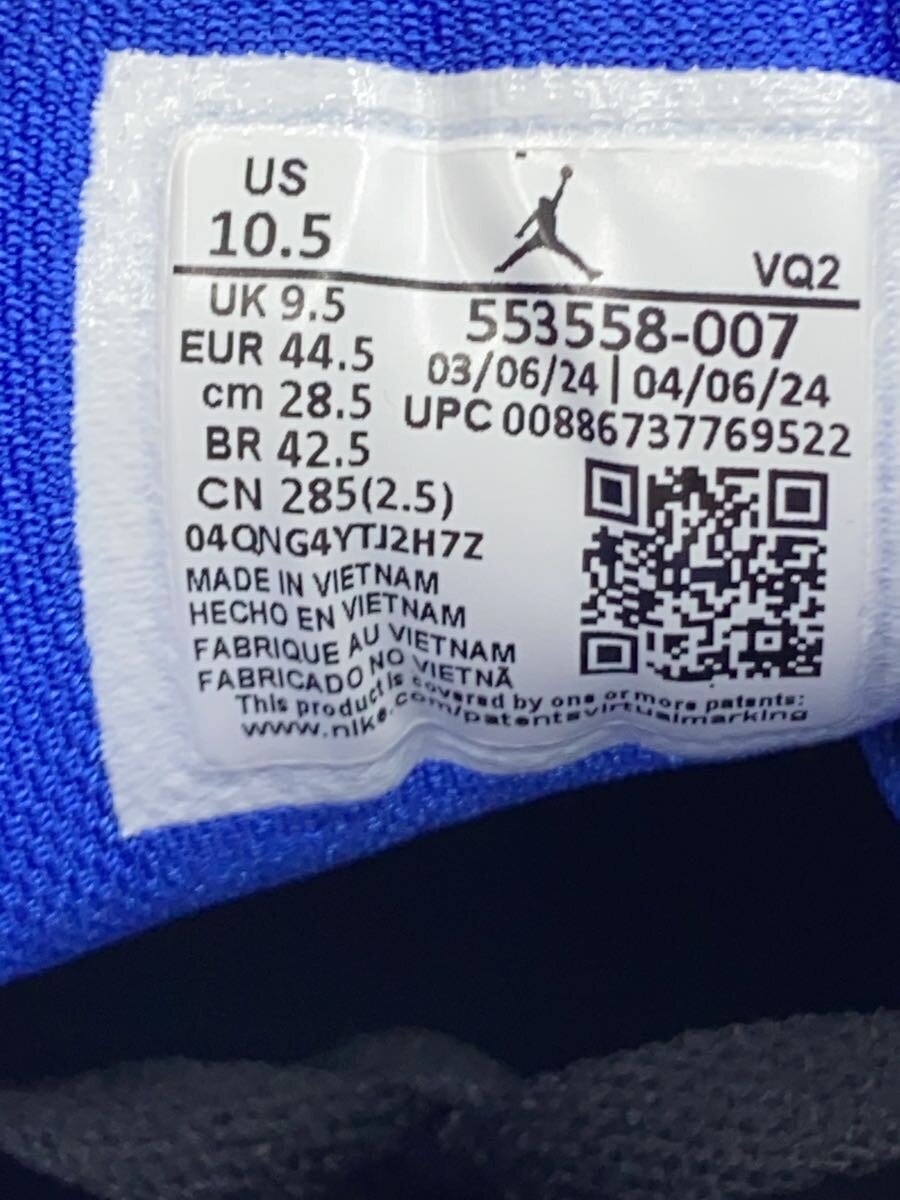 US
10.5
VQ2
UK 9.5
EUR 44.5
cm 28.5
BR 42.5
CN 285(2.5)
553558-007
03/06/24 | 04/06/24
UPC 00886737769522
04QNG4YTJ2H7Z
MADE IN VIETNAM
HECHO EN VIETNAM
FABRIQUE AU VIETNAM
FABRICADO NO VIETNÃ
This product is covered by one or more patents:
www.nike.com/patentsvirtualmarking